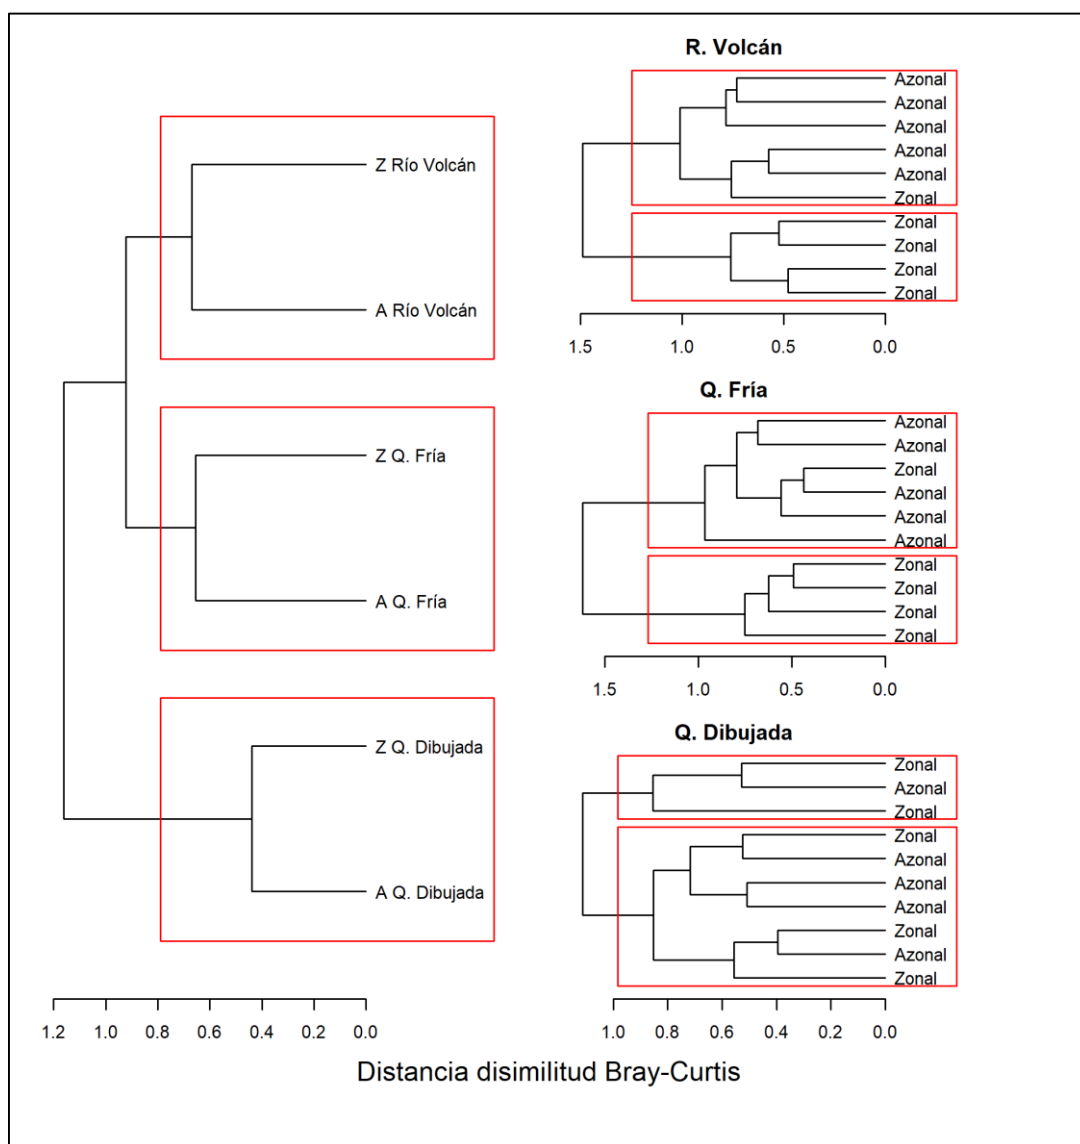 Z Río Volcán
A Río Volcán
Z Q. Fría
A Q. Fría
Z Q. Dibujada
A Q. Dibujada
1.2 1.0 0.8 0.6 0.4 0.2 0.0
R. Volcán
Azonal
Azonal
Azonal
Azonal
Azonal
Zonal
Zonal
Zonal
Zonal
Zonal
1.5 1.0 0.5 0.0
Q. Fría
Azonal
Azonal
Zonal
Azonal
Azonal
Azonal
Zonal
Zonal
Zonal
Zonal
1.5 1.0 0.5 0.0
Q. Dibujada
Zonal
Azonal
Zonal
Zonal
Azonal
Azonal
Azonal
Zonal
Azonal
Zonal
1.0 0.8 0.6 0.4 0.2 0.0
Distancia disimilitud Bray-Curtis